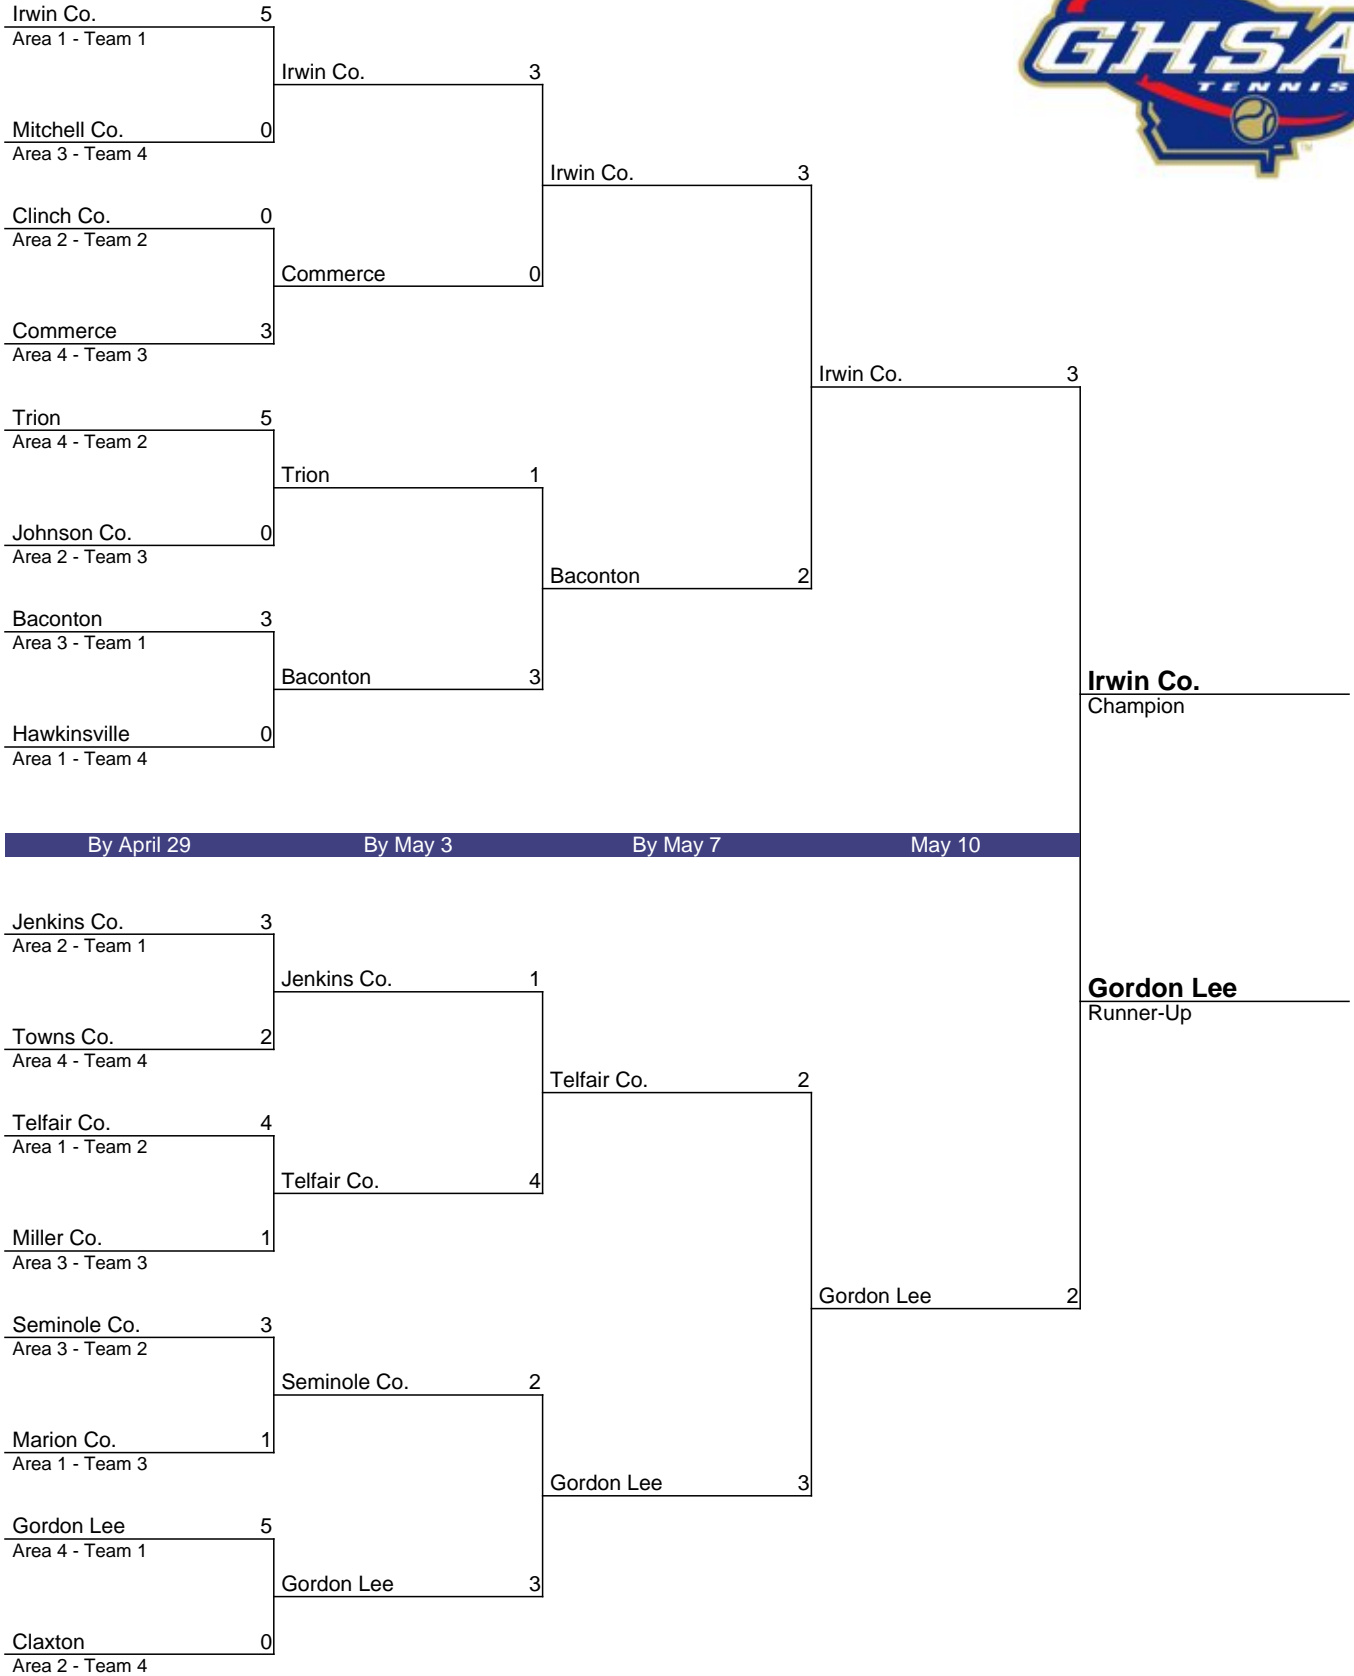 GHSA
TENNIS
TM
Irwin Co. 5
Area 1 - Team 1
Irwin Co. 3
Mitchell Co. 0
Area 3 - Team 4
Irwin Co. 3
Clinch Co. 0
Area 2 - Team 2
Commerce 0
Commerce 3
Area 4 - Team 3
Irwin Co. 3
Trion 5
Area 4 - Team 2
Trion 1
Johnson Co. 0
Area 2 - Team 3
Baconton 2
Baconton 3
Area 3 - Team 1
Baconton 3
Irwin Co.
Champion
Hawkinsville 0
Area 1 - Team 4
By April 29 By May 3 By May 7 May 10
Jenkins Co. 3
Area 2 - Team 1
Jenkins Co. 1
Gordon Lee
Runner-Up
Towns Co. 2
Area 4 - Team 4
Telfair Co. 2
Telfair Co. 4
Area 1 - Team 2
Telfair Co. 4
Miller Co. 1
Area 3 - Team 3
Gordon Lee 2
Seminole Co. 3
Area 3 - Team 2
Seminole Co. 2
Marion Co. 1
Area 1 - Team 3
Gordon Lee 3
Gordon Lee 5
Area 4 - Team 1
Gordon Lee 3
Claxton 0
Area 2 - Team 4